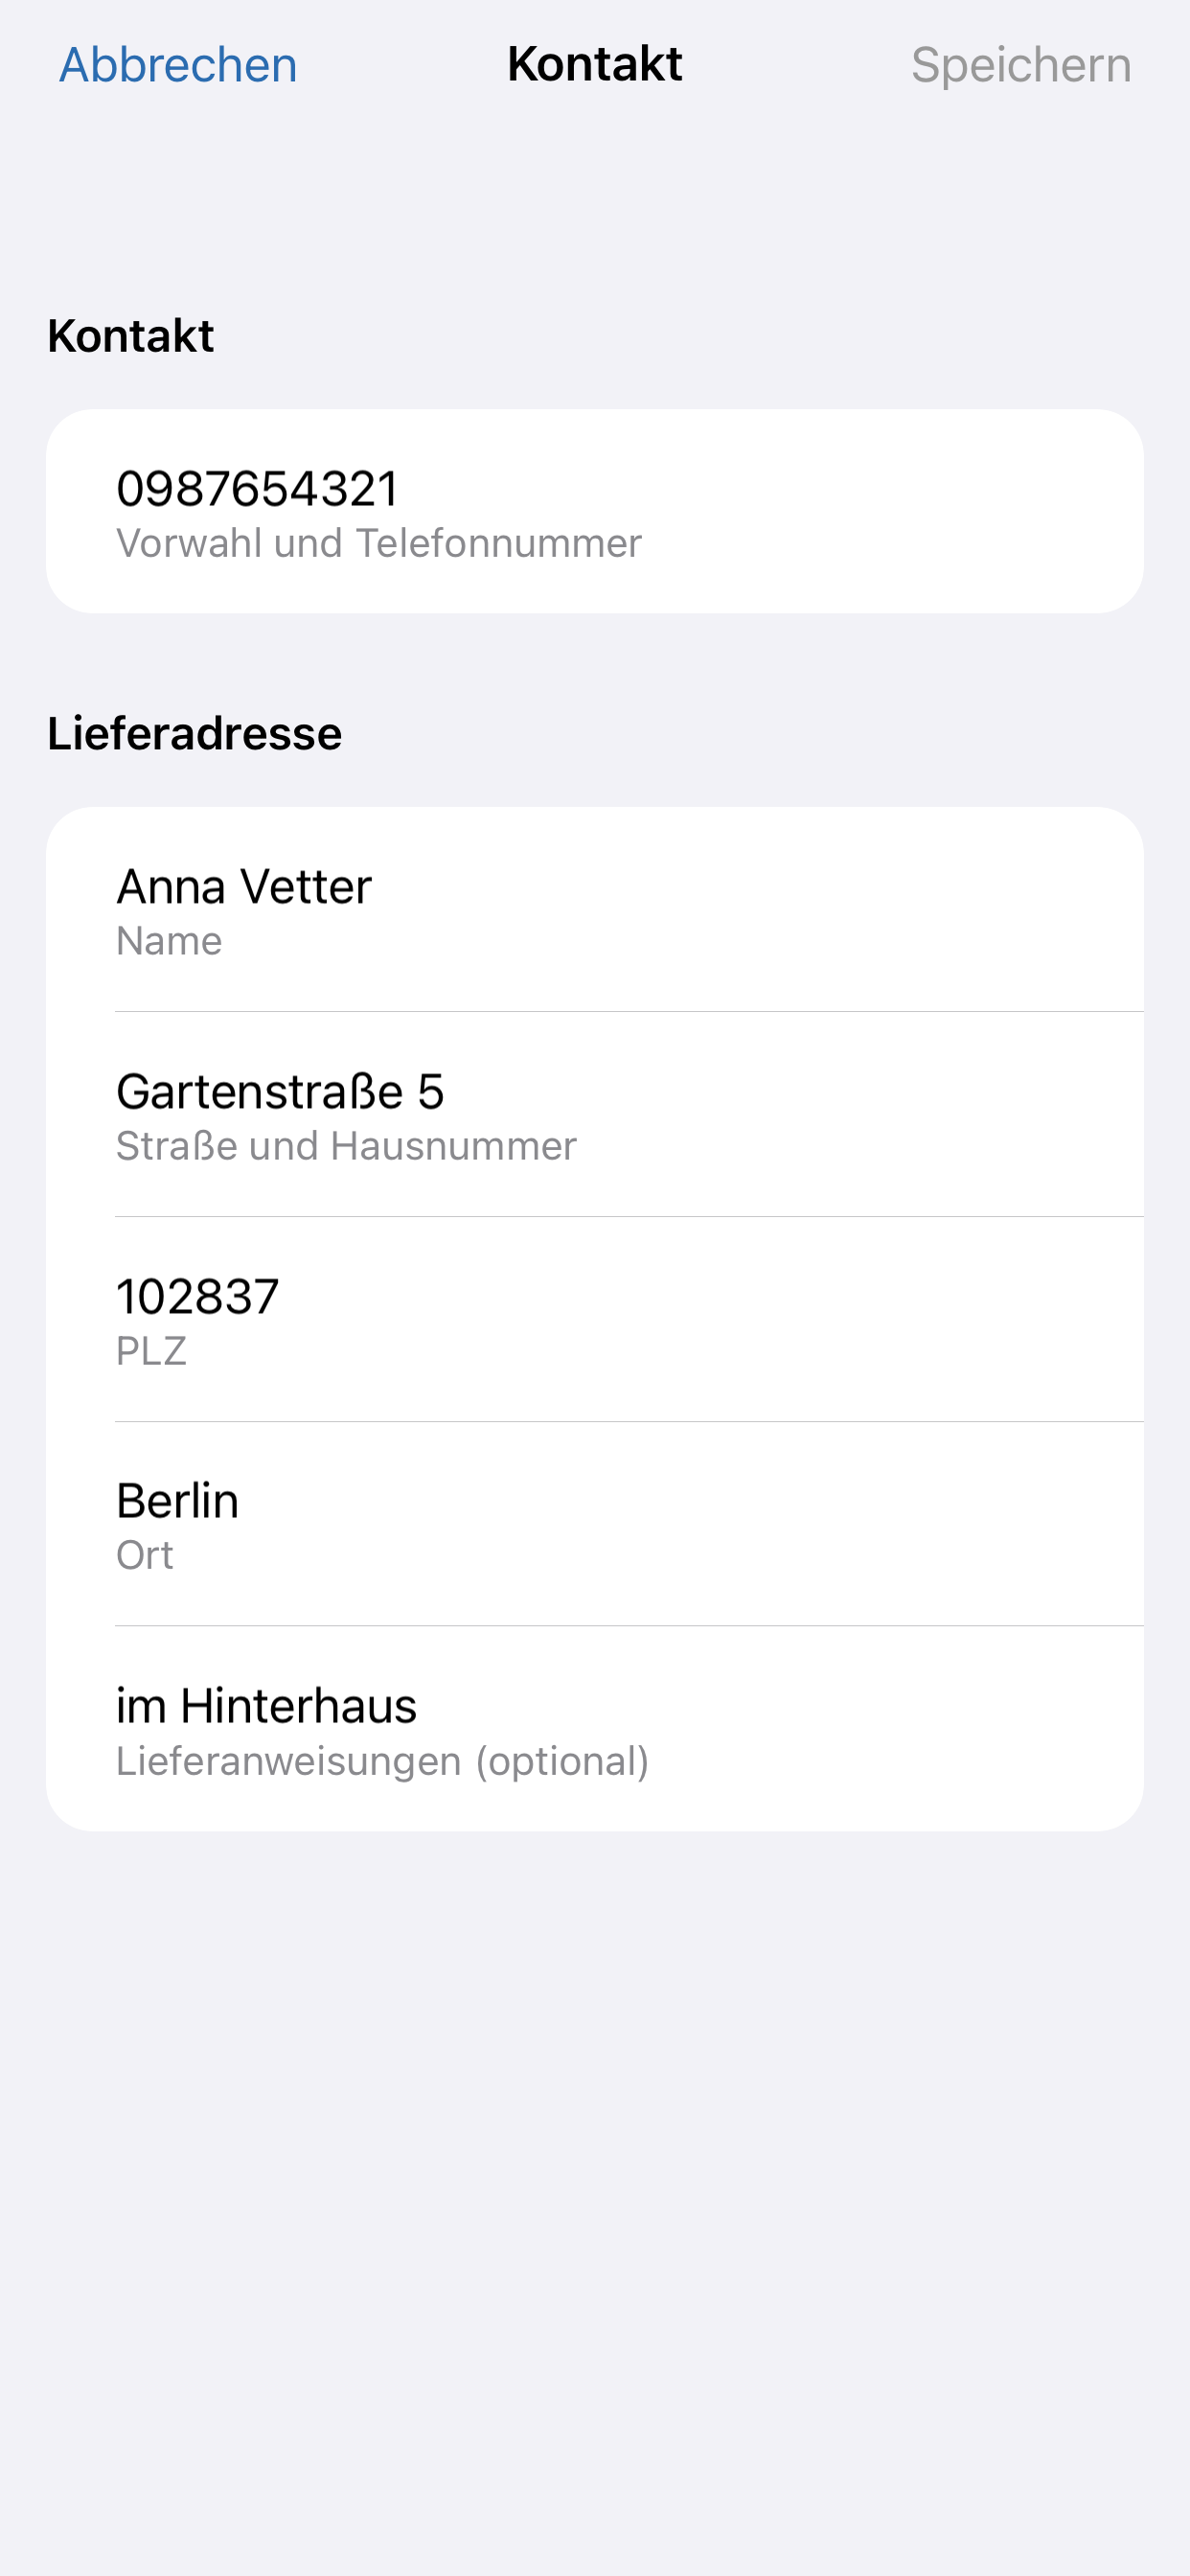 Abbrechen Kontakt Speichern
Kontakt
0987654321
Vorwahl und Telefonnummer
Lieferadresse
Anna Vetter
Name
Gartenstraße 5
Straße und Hausnummer
102837
PLZ
Berlin
Ort
im Hinterhaus
Lieferanweisungen (optional)